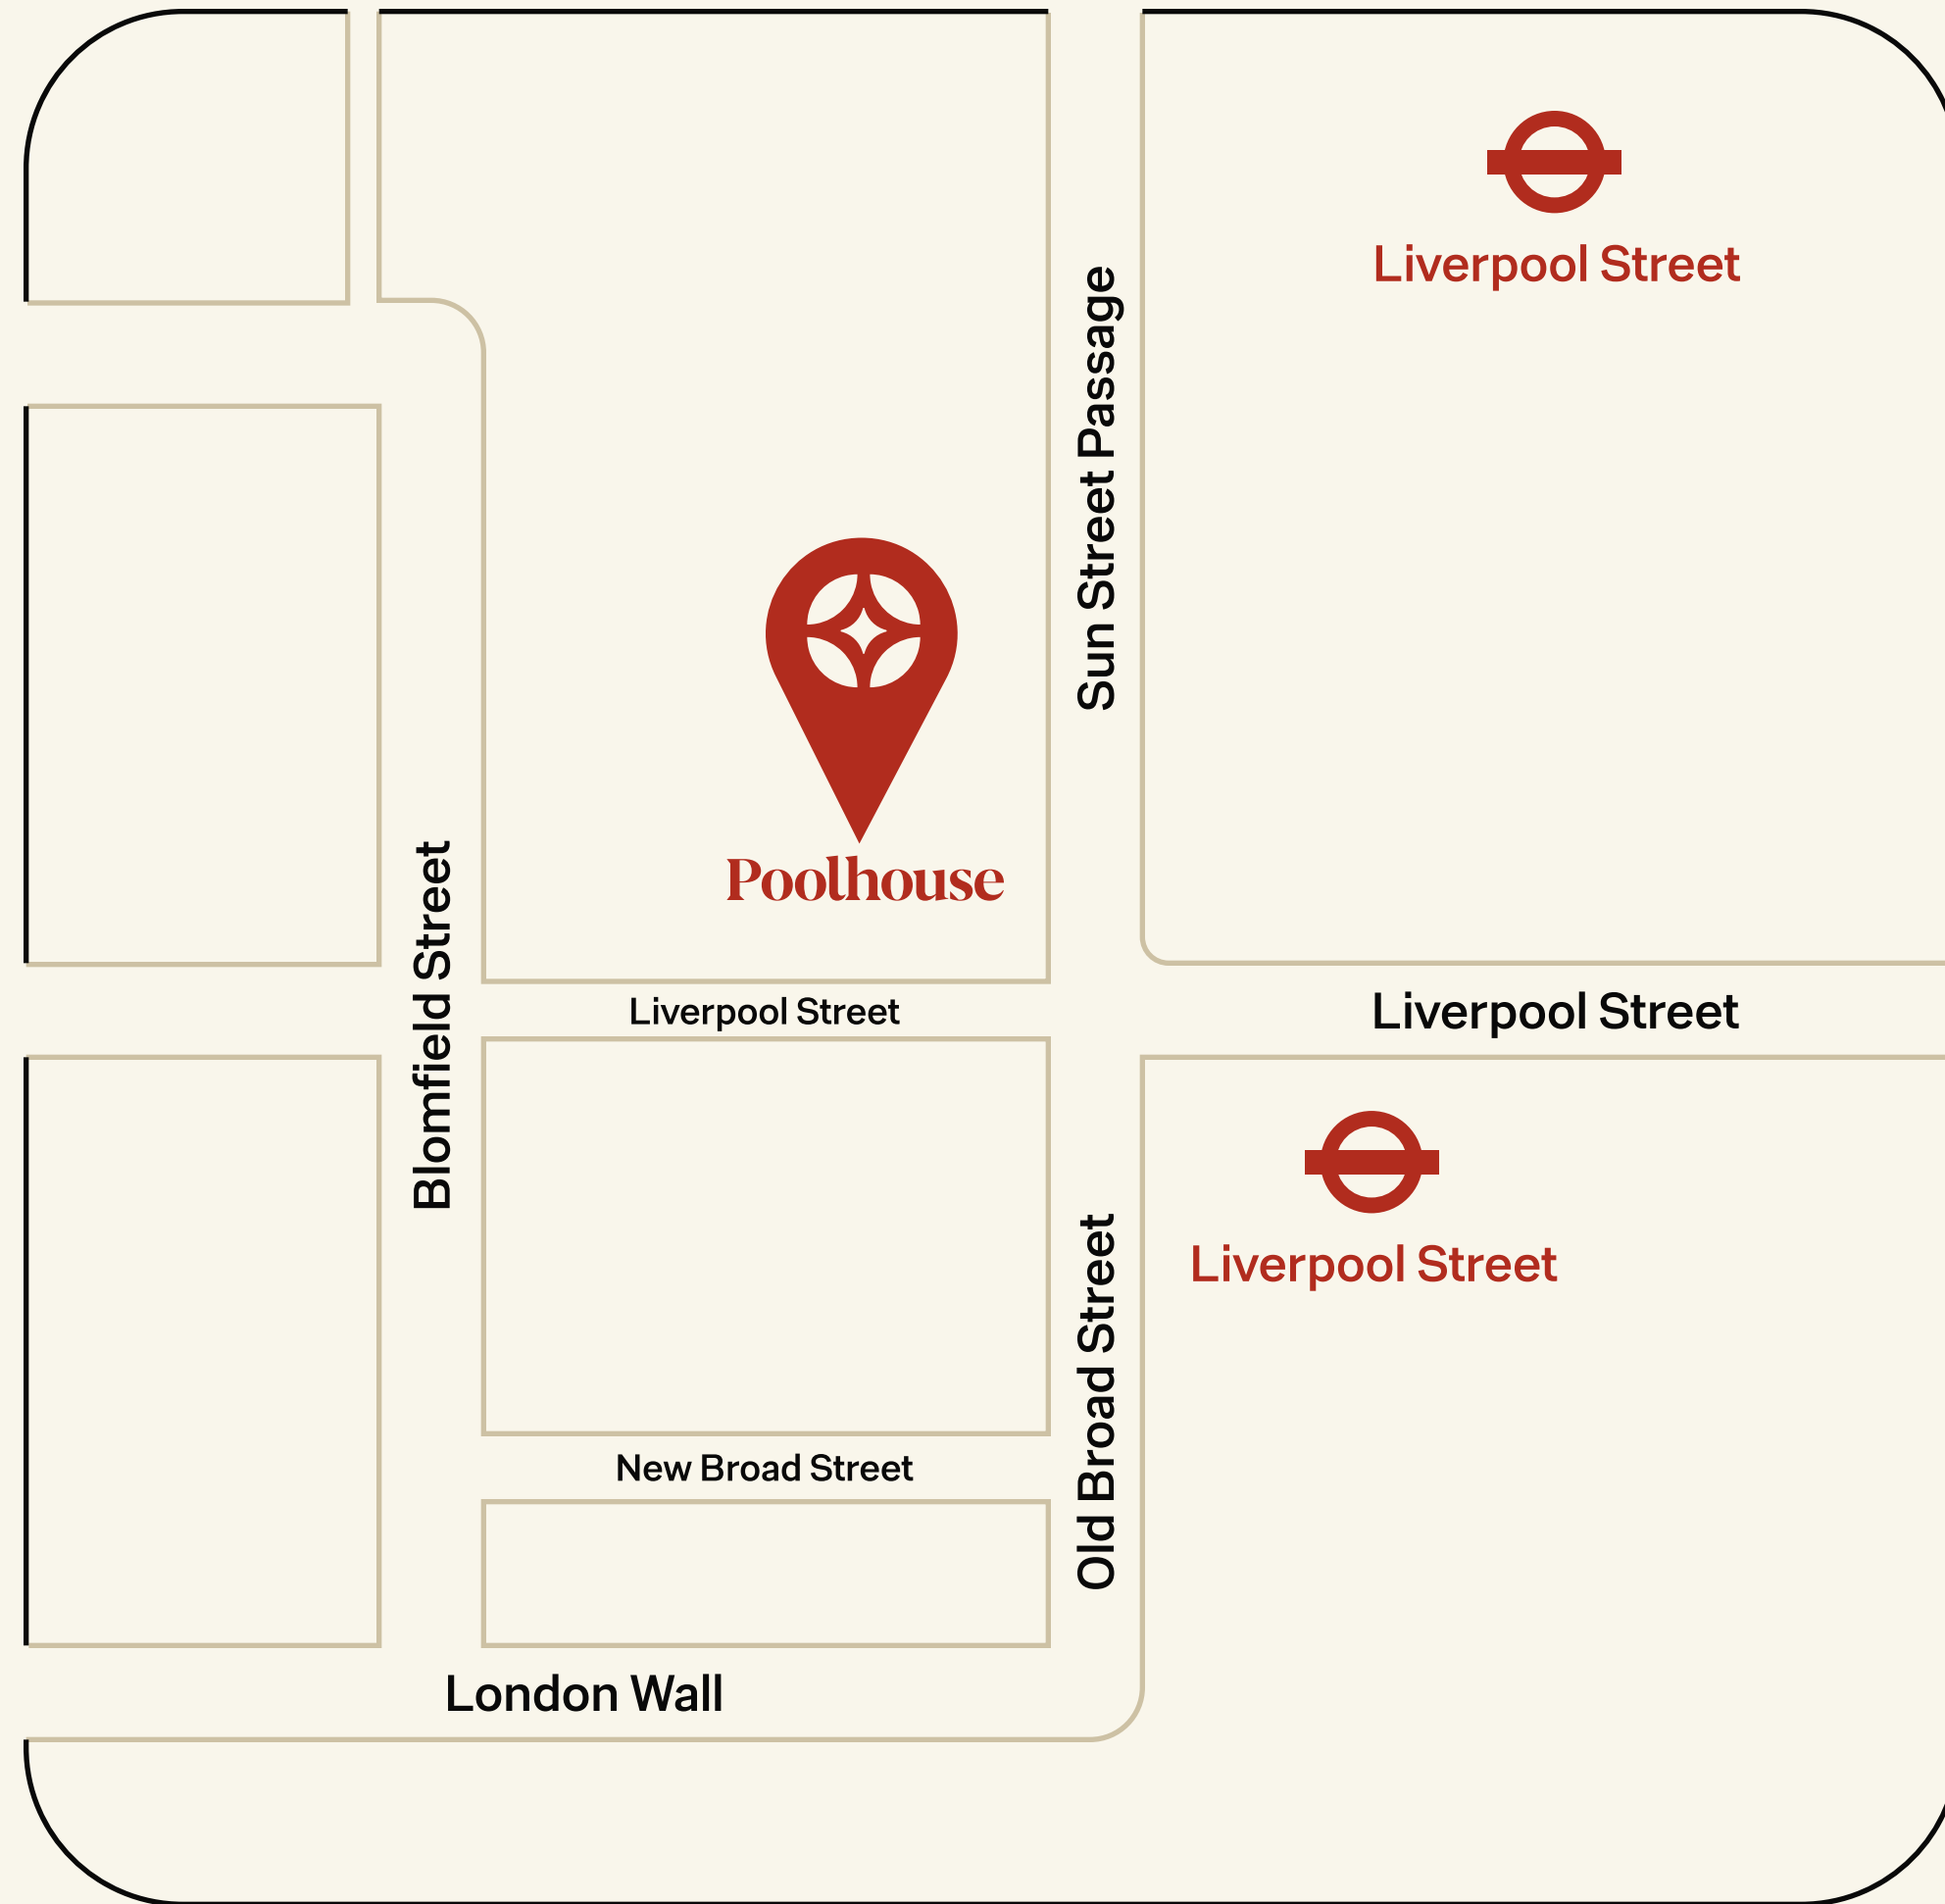 Liverpool Street
Sun Street Passage
Poolhouse
Blomfield Street
Liverpool Street
Liverpool Street
Liverpool Street
Old Broad Street
New Broad Street
London Wall